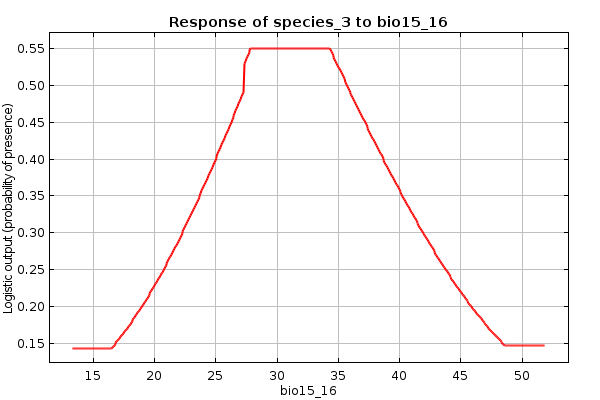 Response of species_3 to bio15_16
Logistic output (probability of presence)
0.55
0.50
0.45
0.40
0.35
0.30
0.25
0.20
0.15
15 20 25 30 35 40 45 50
bio15_16